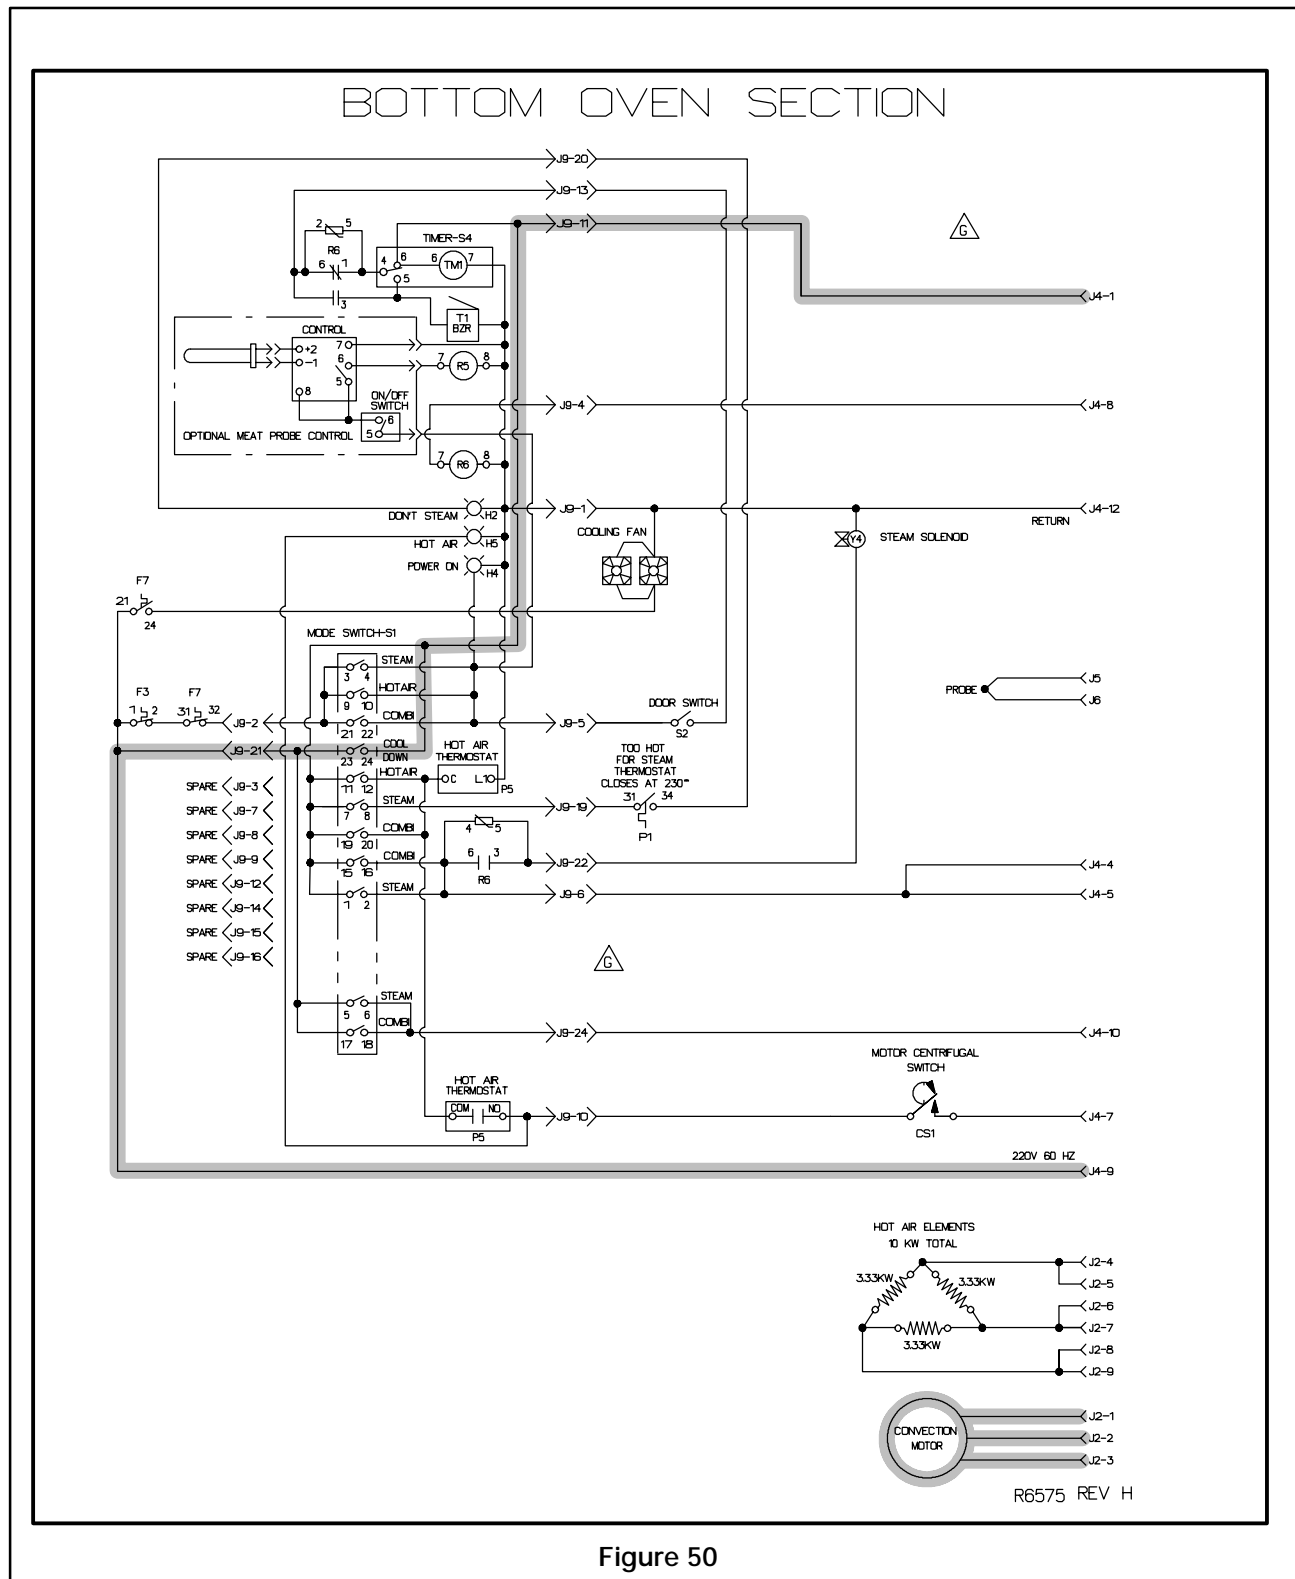 BOTTOM OVEN SECTION
J9-20
J9-13
J9-11
G
2 5
R6
6 1
TIMER-S4
4 6 6 TM1 7
5
3
T1
BZR
J4-1
CONTROL
+2
-1
7
6
5
8
7 R5 8
ON/OFF
SWITCH
6
5
OPTIONAL MEAT PROBE CONTROL
J9-4
J4-8
7 R6 8
DON'T STEAM H2
J9-1
J4-12
RETURN
HOT AIR H5
COOLING FAN
Y4 STEAM SOLENOID
POWER ON H4
F7
21
24
MODE SWITCH-S1
STEAM
3 4
HOTAIR
9 10
PROBE
J5
J6
F3
1 2
F7
31 32
J9-2
COMBI
21 22
J9-5
DOOR SWITCH
S2
J9-21
COOL
DOWN
23 24
HOT AIR
THERMOSTAT
C L1
P5
TOO HOT
FOR STEAM
THERMOSTAT
CLOSES AT 230°
31 34
P1
SPARE J9-3
HOTAIR
11 12
SPARE J9-7
STEAM
7 8
J9-19
SPARE J9-8
COMBI
19 20
4 5
SPARE J9-9
COMBI
15 16
6 3
R6
J9-22
J4-4
SPARE J9-12
STEAM
1 2
J9-6
J4-5
SPARE J9-14
SPARE J9-15
SPARE J9-16
G
STEAM
5 6
COMBI
17 18
J9-24
J4-10
MOTOR CENTRIFUGAL
SWITCH
CS1
HOT AIR
THERMOSTAT
COM NO
P5
J9-10
J4-7
220V 60 HZ
J4-9
HOT AIR ELEMENTS
10 KW TOTAL
3.33KW
3.33KW
3.33KW
J2-4
J2-5
J2-6
J2-7
J2-8
J2-9
CONVECTION
MOTOR
J2-1
J2-2
J2-3
R6575 REV H
Figure 50